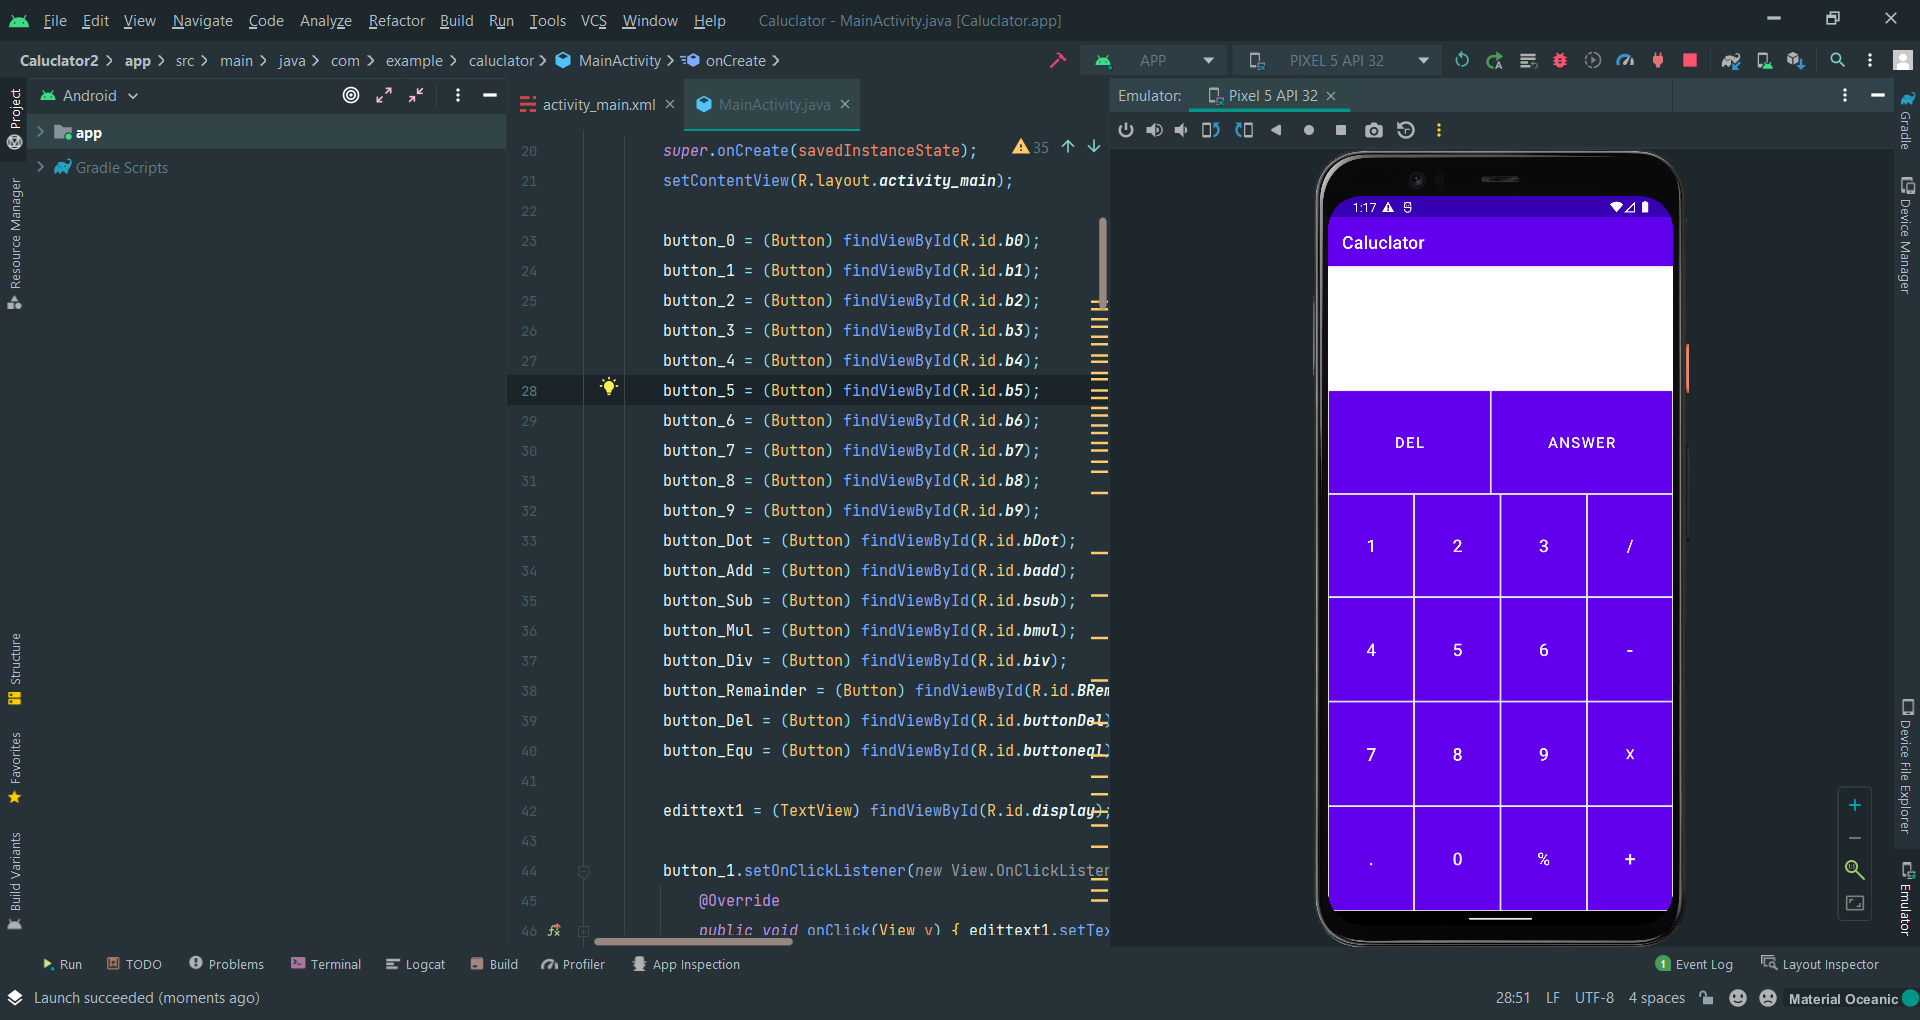 File Edit View Navigate Code Analyze Refactor Build Run Tools VCS Window Help Caluclator - MainActivity.java [Caluclator.app]
Caluclator2 app src main java com example caluclator MainActivity onCreate APP PIXEL 5 API 32
Android
app
Gradle Scripts
Project
Resource Manager
Structure
Favorites
Build Variants
activity_main.xml MainActivity.java
35
20 super.onCreate(savedInstanceState);
21 setContentView(R.layout.activity_main);
22
23 button_0 = (Button) findViewById(R.id.b0);
24 button_1 = (Button) findViewById(R.id.b1);
25 button_2 = (Button) findViewById(R.id.b2);
26 button_3 = (Button) findViewById(R.id.b3);
27 button_4 = (Button) findViewById(R.id.b4);
28 button_5 = (Button) findViewById(R.id.b5);
29 button_6 = (Button) findViewById(R.id.b6);
30 button_7 = (Button) findViewById(R.id.b7);
31 button_8 = (Button) findViewById(R.id.b8);
32 button_9 = (Button) findViewById(R.id.b9);
33 button_Dot = (Button) findViewById(R.id.bDot);
34 button_Add = (Button) findViewById(R.id.badd);
35 button_Sub = (Button) findViewById(R.id.bsub);
36 button_Mul = (Button) findViewById(R.id.bmul);
37 button_Div = (Button) findViewById(R.id.biv);
38 button_Remainder = (Button) findViewById(R.id.BRem
39 button_Del = (Button) findViewById(R.id.buttonDel)
40 button_Equ = (Button) findViewById(R.id.buttoneql)
41
42 edittext1 = (TextView) findViewById(R.id.display);
43
44 button_1.setOnClickListener(new View.OnClickListen
45 @Override
46 public void onClick(View v) { edittext1.setTex
Emulator: Pixel 5 API 32
1:17
Caluclator
DEL ANSWER
1 2 3 /
4 5 6 -
7 8 9 X
. 0 % +
1:1
Gradle
Device Manager
Device File Explorer
Emulator
Run TODO Problems Terminal Logcat Build Profiler App Inspection 1 Event Log Layout Inspector
Launch succeeded (moments ago) 28:51 LF UTF-8 4 spaces Material Oceanic